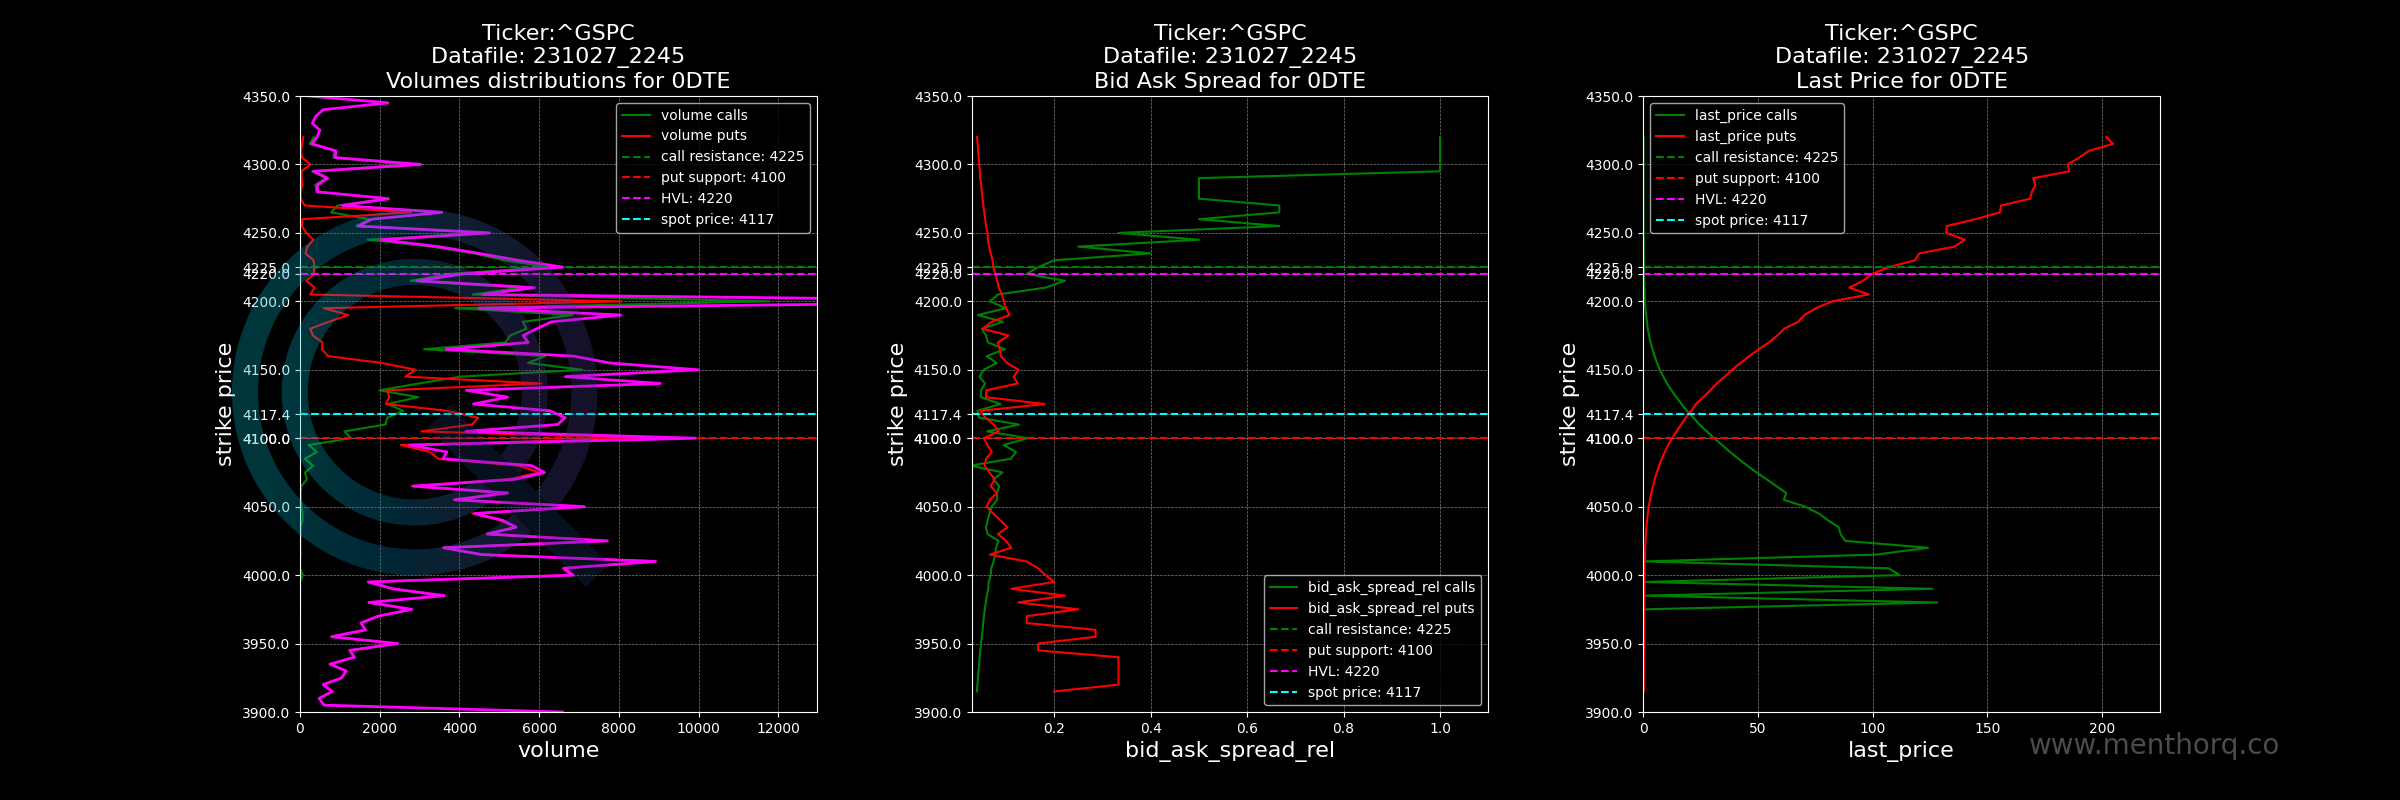 Ticker:^GSPC
Datafile: 231027_2245
Volumes distributions for 0DTE
4350.0
4300.0
4250.0
4225.0
4220.0
4200.0
4150.0
4117.4
4100.0
4050.0
4000.0
3950.0
3900.0
strike price
volume calls
volume puts
call resistance: 4225
put support: 4100
HVL: 4220
spot price: 4117
0 2000 4000 6000 8000 10000 12000
volume
Ticker:^GSPC
Datafile: 231027_2245
Bid Ask Spread for 0DTE
4350.0
4300.0
4250.0
4225.0
4220.0
4200.0
4150.0
4117.4
4100.0
4050.0
4000.0
3950.0
3900.0
strike price
bid_ask_spread_rel calls
bid_ask_spread_rel puts
call resistance: 4225
put support: 4100
HVL: 4220
spot price: 4117
0.2 0.4 0.6 0.8 1.0
bid_ask_spread_rel
Ticker:^GSPC
Datafile: 231027_2245
Last Price for 0DTE
4350.0
4300.0
4250.0
4225.0
4220.0
4200.0
4150.0
4117.4
4100.0
4050.0
4000.0
3950.0
3900.0
strike price
last_price calls
last_price puts
call resistance: 4225
put support: 4100
HVL: 4220
spot price: 4117
0 50 100 150 200
last_price
www.menthorq.co